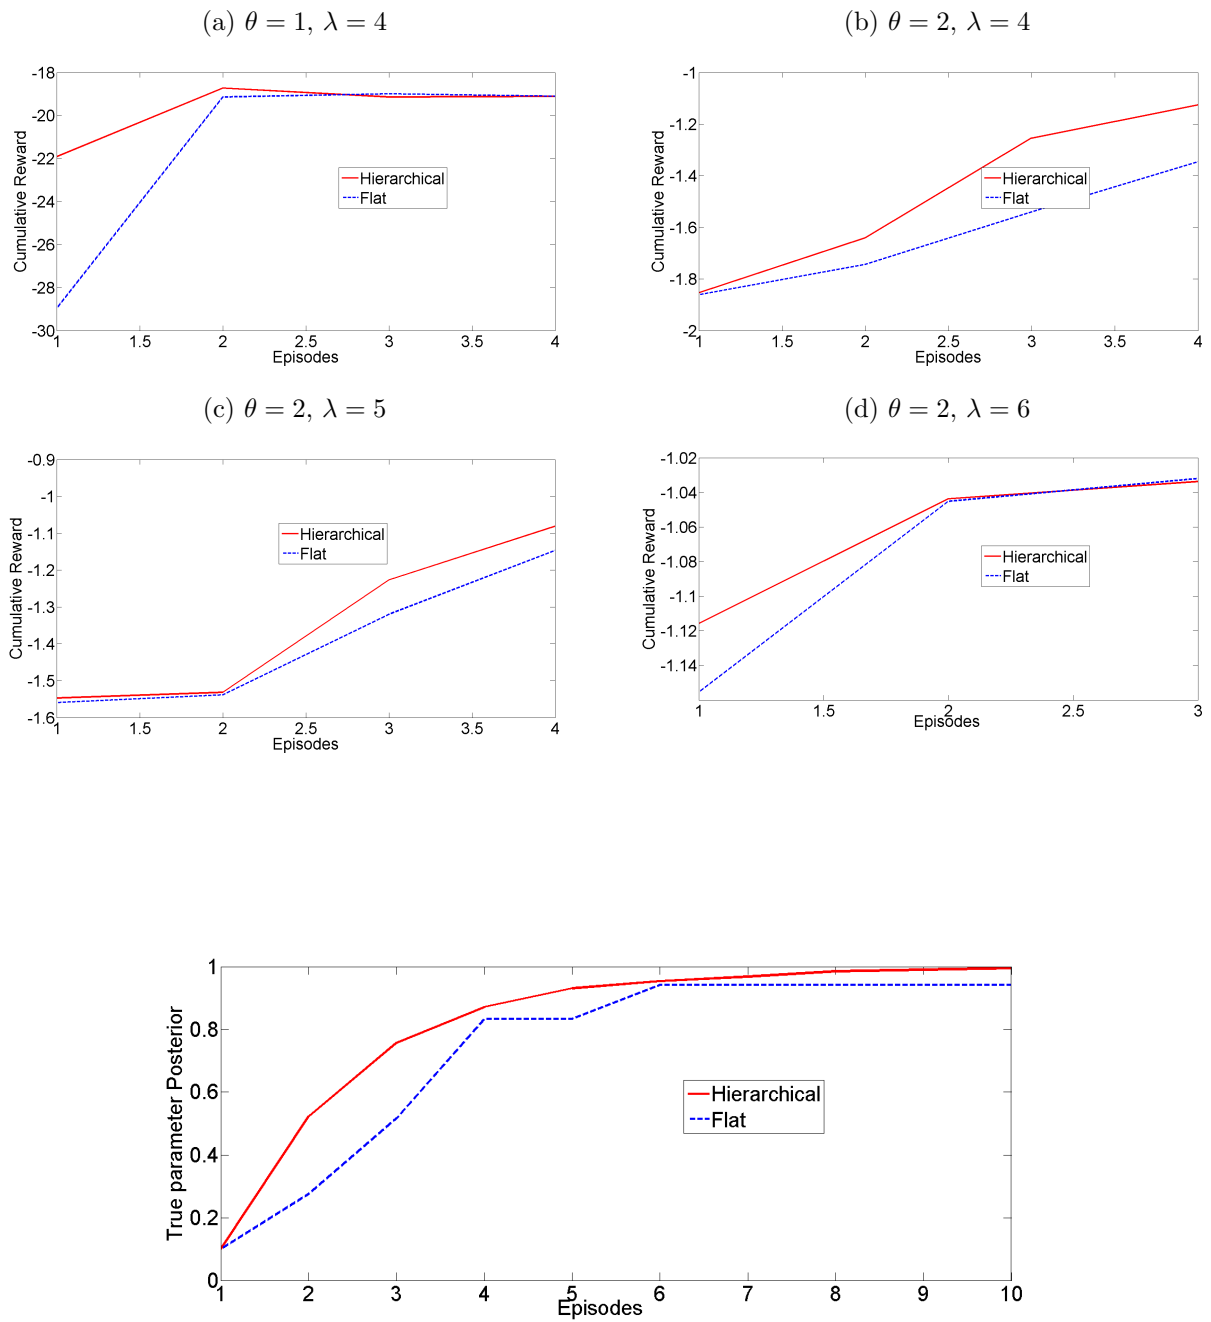 (a) θ = 1, λ = 4
-18
-20
-22
-24
-26
-28
-30
1 1.5 2 2.5 3 3.5 4
Cumulative Reward
Episodes
Hierarchical
Flat
(b) θ = 2, λ = 4
-1
-1.2
-1.4
-1.6
-1.8
-2
1 1.5 2 2.5 3 3.5 4
Cumulative Reward
Episodes
Hierarchical
Flat
(c) θ = 2, λ = 5
-0.9
-1
-1.1
-1.2
-1.3
-1.4
-1.5
-1.6
1 1.5 2 2.5 3 3.5 4
Cumulative Reward
Episodes
Hierarchical
Flat
(d) θ = 2, λ = 6
-1.02
-1.04
-1.06
-1.08
-1.1
-1.12
-1.14
1 1.5 2 2.5 3
Cumulative Reward
Episodes
Hierarchical
Flat
1
0.8
0.6
0.4
0.2
0
1 2 3 4 5 6 7 8 9 10
True parameter Posterior
Episodes
Hierarchical
Flat